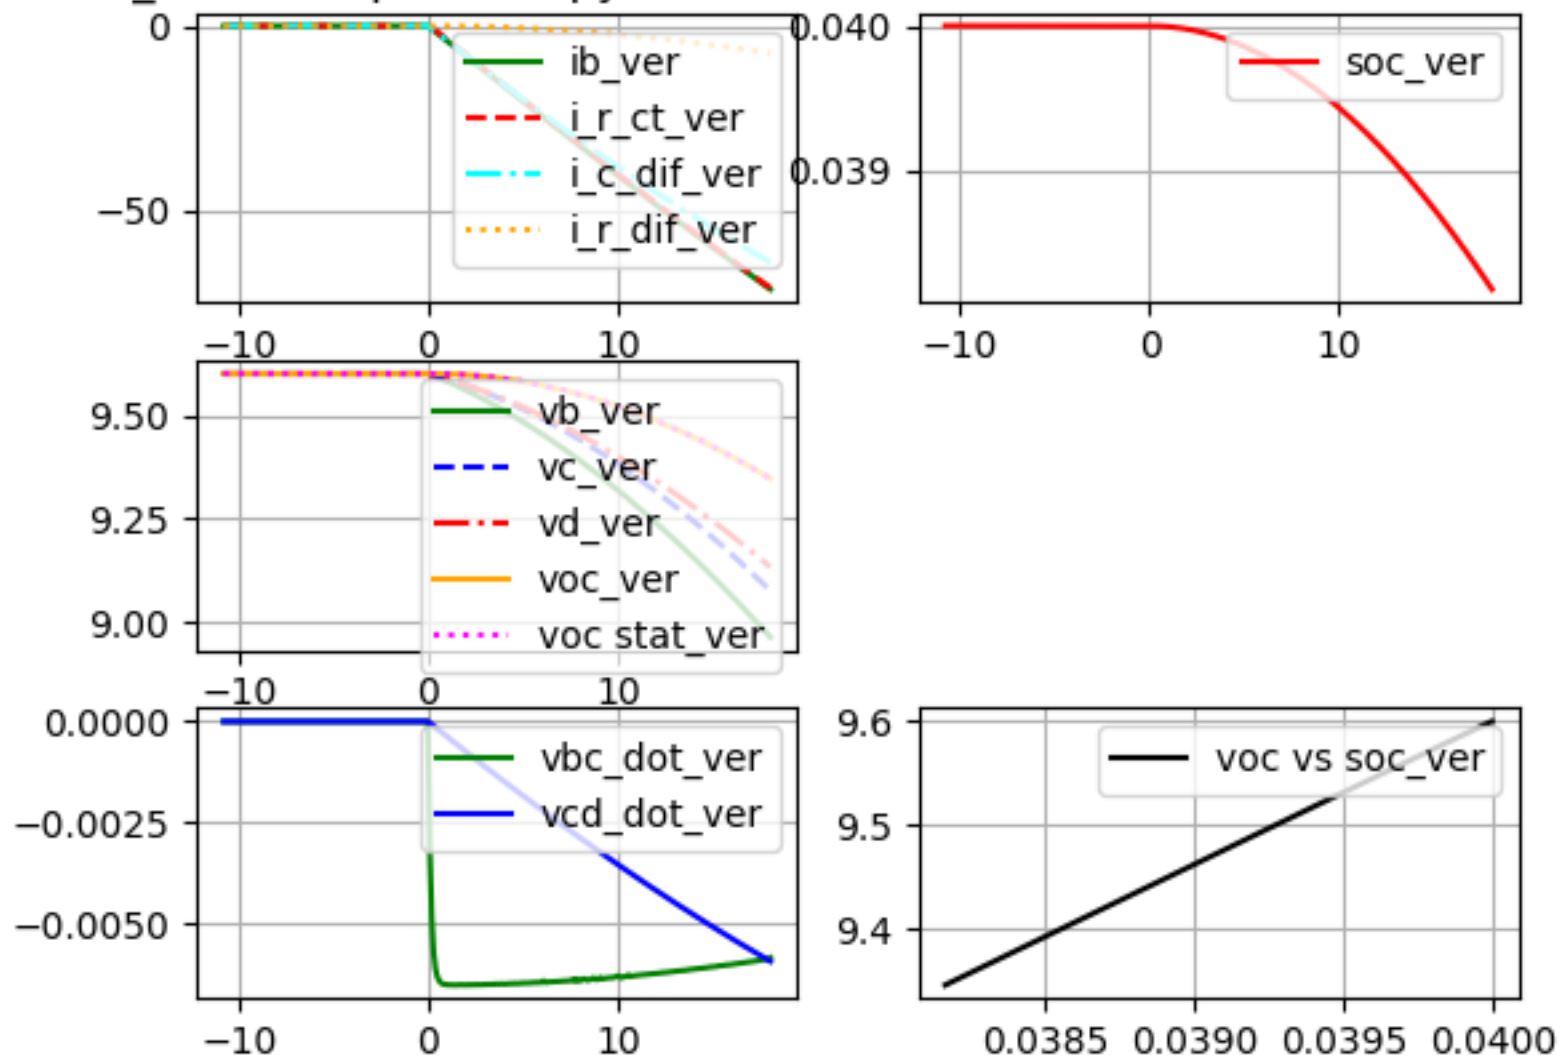 0
−50
ib_ver
i_r_ct_ver
i_c_dif_ver
i_r_dif_ver
−10 0 10
0.040
0.039
soc_ver
−10 0 10
9.50
9.25
9.00
vb_ver
vc_ver
vd_ver
voc_ver
voc stat_ver
−10 0 10
0.0000
−0.0025
−0.0050
vbc_dot_ver
vcd_dot_ver
−10 0 10
9.6
9.5
9.4
voc vs soc_ver
0.0385 0.0390 0.0395 0.0400